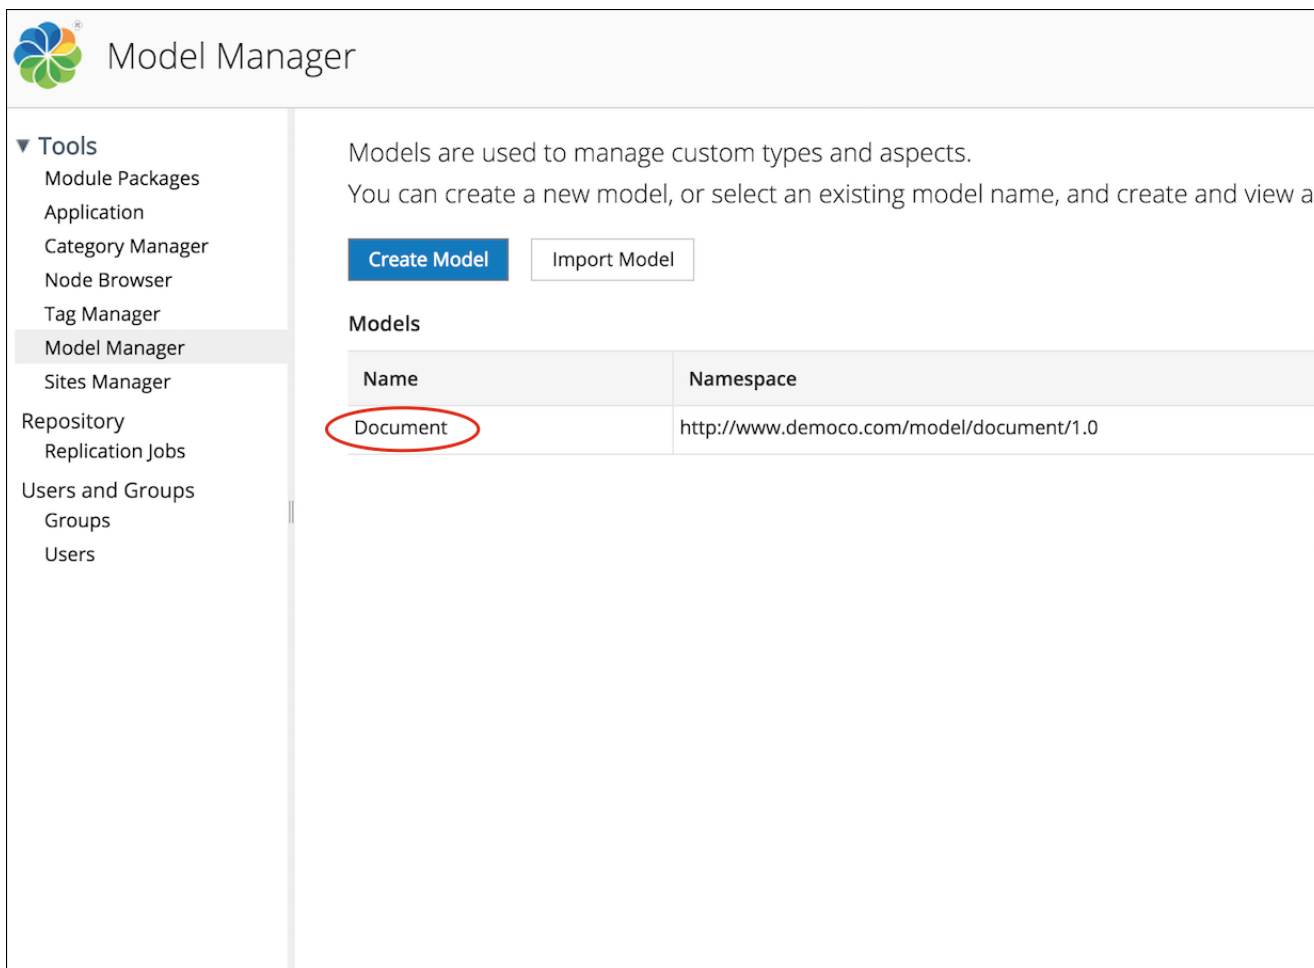 ®
Model Manager
Tools
Module Packages
Application
Category Manager
Node Browser
Tag Manager
Model Manager
Sites Manager
Repository
Replication Jobs
Users and Groups
Groups
Users
Models are used to manage custom types and aspects.
You can create a new model, or select an existing model name, and create and view a
Create Model
Import Model
Models
Name
Namespace
Document
http://www.democo.com/model/document/1.0